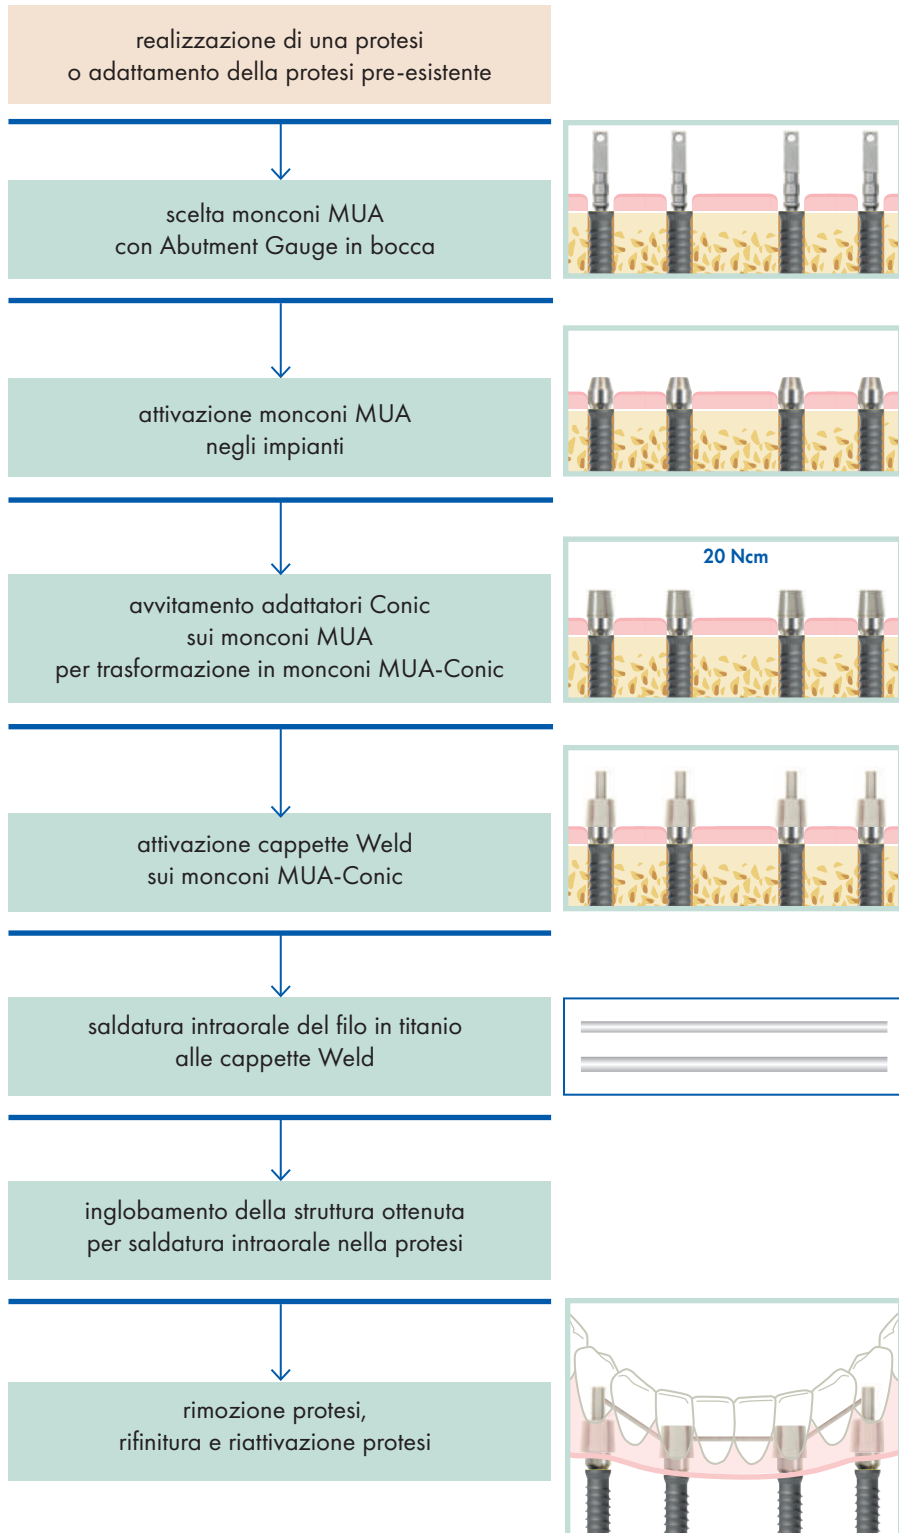 realizzazione di una protesi
o adattamento della protesi pre-esistente
scelta monconi MUA
con Abutment Gauge in bocca
attivazione monconi MUA
negli impianti
avvitamento adattatori Conic
sui monconi MUA
per trasformazione in monconi MUA-Conic
20 Ncm
attivazione cappette Weld
sui monconi MUA-Conic
saldatura intraorale del filo in titanio
alle cappette Weld
inglobamento della struttura ottenuta
per saldatura intraorale nella protesi
rimozione protesi,
rifinitura e riattivazione protesi